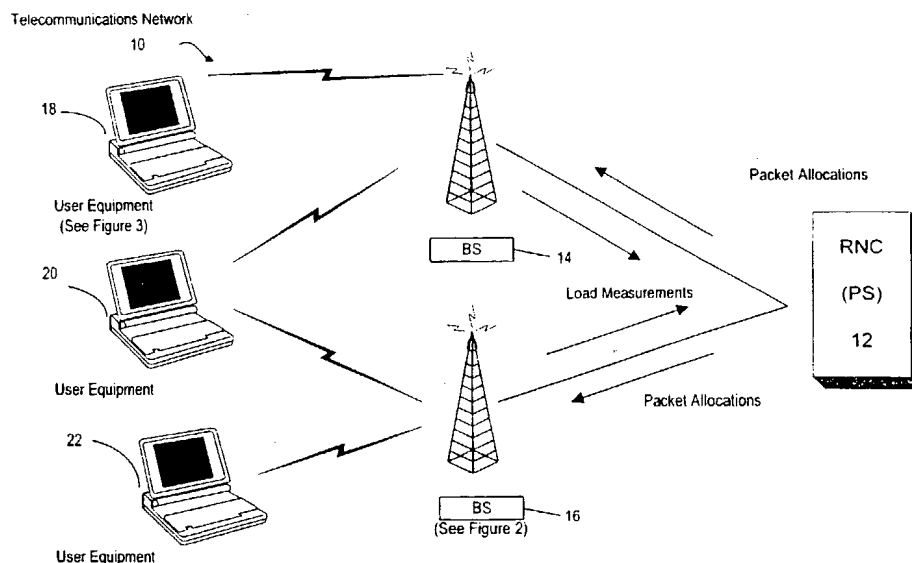 Telecommunications Network
10
18
User Equipment
(See Figure 3)
20
User Equipment
22
User Equipment
BS
14
Load Measurements
BS
16
(See Figure 2)
Packet Allocations
Packet Allocations
RNC
(PS)
12